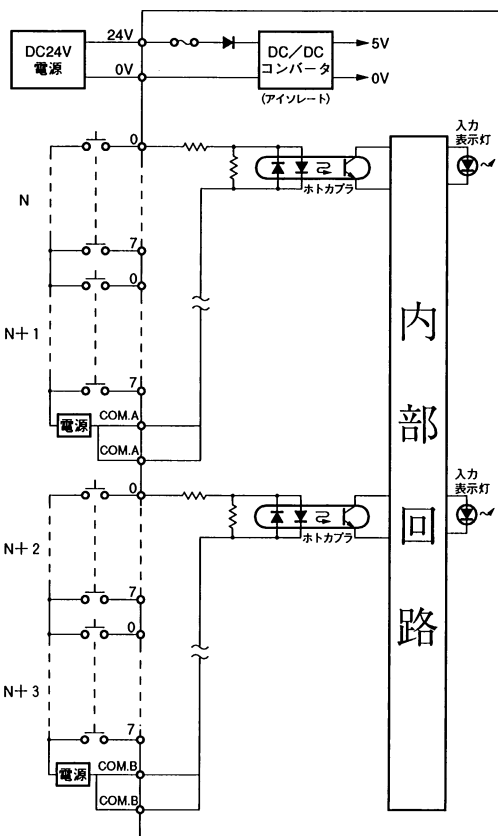 DC24V
電源
24V
0V
DC／DC
コンバータ
(アイソレート)
5V
0V
入力
表示灯
0
N
ホトカプラ
7
0
N＋1
7
電源
COM.A
COM.A
内部回路
入力
表示灯
0
N＋2
ホトカプラ
7
0
N＋3
7
電源
COM.B
COM.B